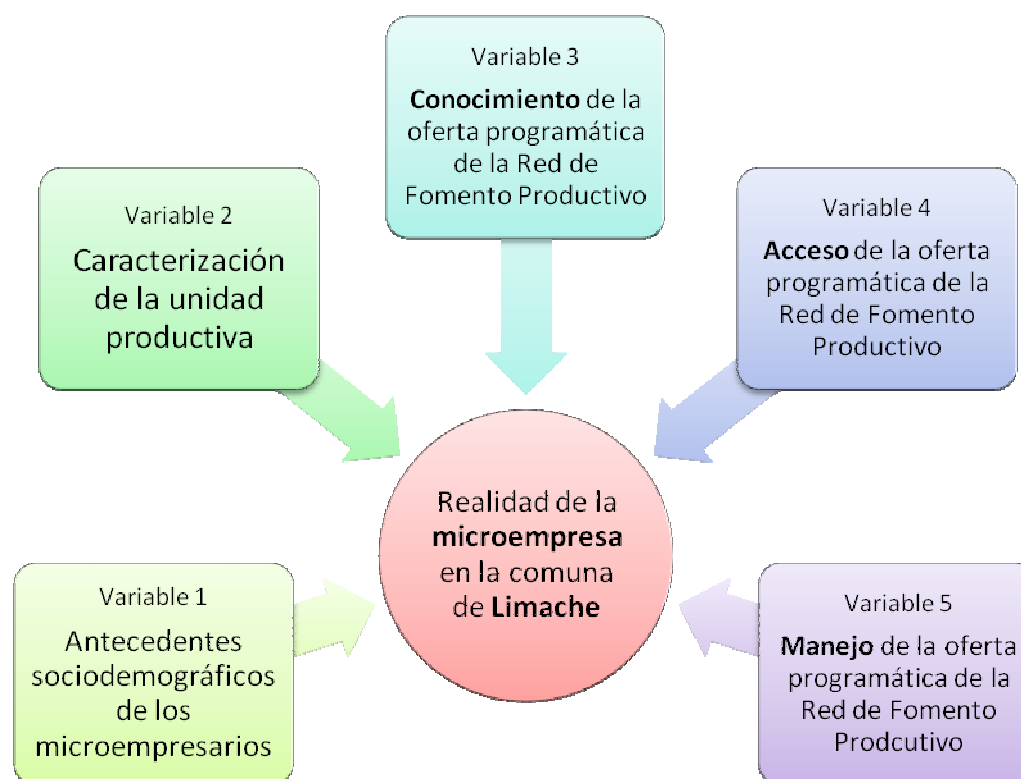 Variable 1
Antecedentes
sociodemográficos
de los
microempresarios
Variable 2
Caracterización
de la unidad
productiva
Variable 3
Conocimiento de la
oferta programática
de la Red de
Fomento Productivo
Variable 4
Acceso de la oferta
programática de la
Red de Fomento
Productivo
Variable 5
Manejo de la oferta
programática de la
Red de Fomento
Prodcutivo
Realidad de la
microempresa
en la comuna
de Limache